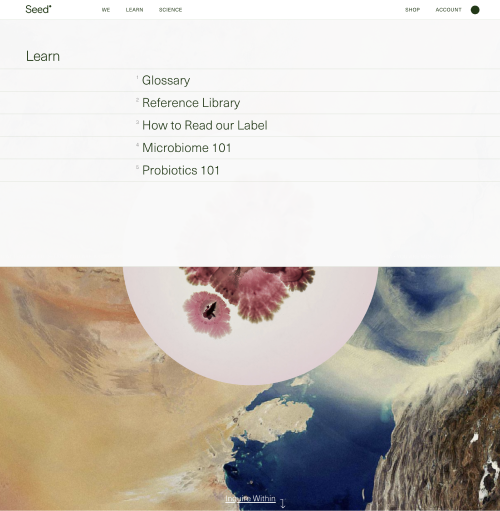 Seed*
WE LEARN SCIENCE SHOP ACCOUNT
Learn
1 Glossary
2 Reference Library
3 How to Read our Label
4 Microbiome 101
5 Probiotics 101
Inquire Within